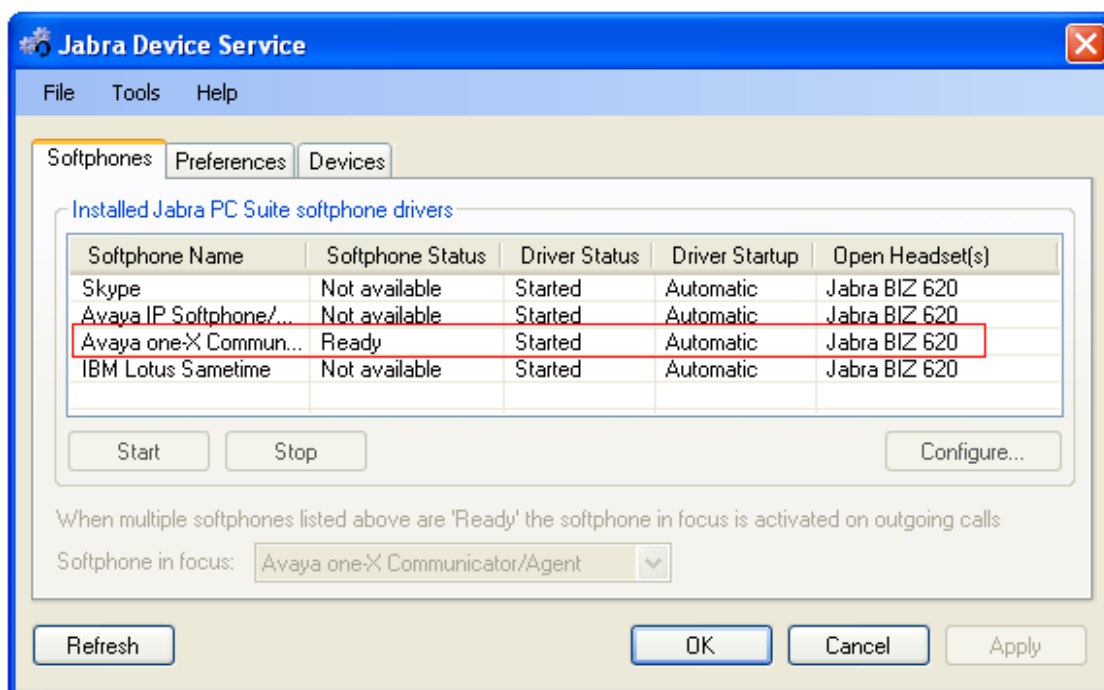 Jabra Device Service
File Tools Help
Softphones Preferences Devices
Installed Jabra PC Suite softphone drivers
Softphone Name Softphone Status Driver Status Driver Startup Open Headset(s)
Skype Not available Started Automatic Jabra BIZ 620
Avaya IP Softphone/... Not available Started Automatic Jabra BIZ 620
Avaya one-X Commun... Ready Started Automatic Jabra BIZ 620
IBM Lotus Sametime Not available Started Automatic Jabra BIZ 620
Start Stop Configure...
When multiple softphones listed above are 'Ready' the softphone in focus is activated on outgoing calls
Softphone in focus: Avaya one-X Communicator/Agent
Refresh OK Cancel Apply